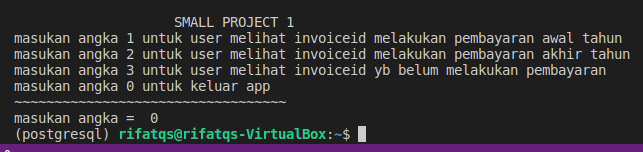 SMALL PROJECT 1
masukan angka 1 untuk user melihat invoiceid melakukan pembayaran awal tahun
masukan angka 2 untuk user melihat invoiceid melakukan pembayaran akhir tahun
masukan angka 3 untuk user melihat invoiceid yb belum melakukan pembayaran
masukan angka 0 untuk keluar app
~~~~~~~~~~~~~~~~~~~~~~~~~~~~~~~~~~
masukan angka =  0
(postgresql) rifatqs@rifatqs-VirtualBox:~$